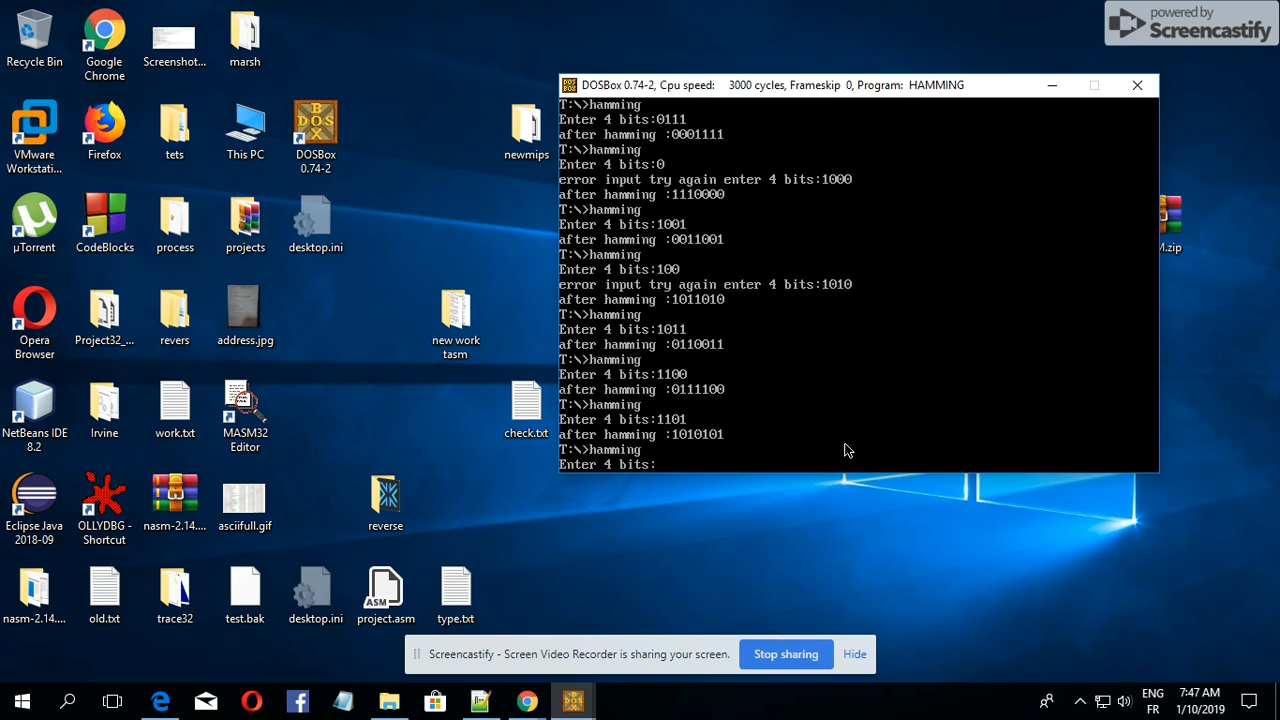 powered by
Screencastify
Recycle Bin
Google
Chrome
Screenshot...
marsh
DOSBox 0.74-2, Cpu speed: 3000 cycles, Frameskip 0, Program: HAMMING
T:\>hamming
Enter 4 bits:0111
after hamming :0001111
T:\>hamming
Enter 4 bits:0
error input try again enter 4 bits:1000
after hamming :1110000
T:\>hamming
Enter 4 bits:1001
after hamming :0011001
T:\>hamming
Enter 4 bits:100
error input try again enter 4 bits:1010
after hamming :1011010
T:\>hamming
Enter 4 bits:1011
after hamming :0110011
T:\>hamming
Enter 4 bits:1100
after hamming :0111100
T:\>hamming
Enter 4 bits:1101
after hamming :1010101
T:\>hamming
Enter 4 bits:
VMware
Workstati...
Firefox
tets
This PC
DOSBox
0.74-2
newmips
µTorrent
CodeBlocks
process
projects
desktop.ini
M.zip
Opera
Browser
Project32_...
revers
address.jpg
new work
tasm
NetBeans IDE
8.2
Irvine
work.txt
MASM32
Editor
check.txt
Eclipse Java
2018-09
OLLYDBG -
Shortcut
nasm-2.14....
asciifull.gif
reverse
nasm-2.14....
old.txt
trace32
test.bak
desktop.ini
ASM
project.asm
type.txt
Screencastify - Screen Video Recorder is sharing your screen.
Stop sharing
Hide
ENG
FR
7:47 AM
1/10/2019